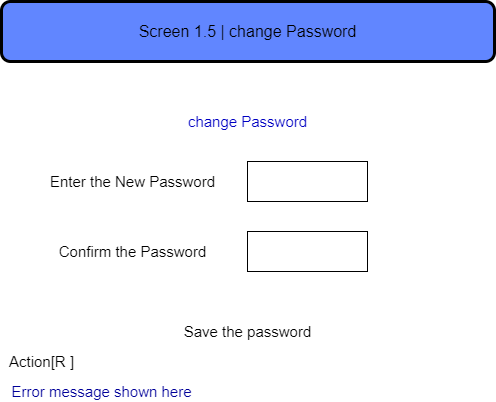 Screen 1.5 | change Password
change Password
Enter the New Password
Confirm the Password
Save the password
Action[R ]
Error message shown here